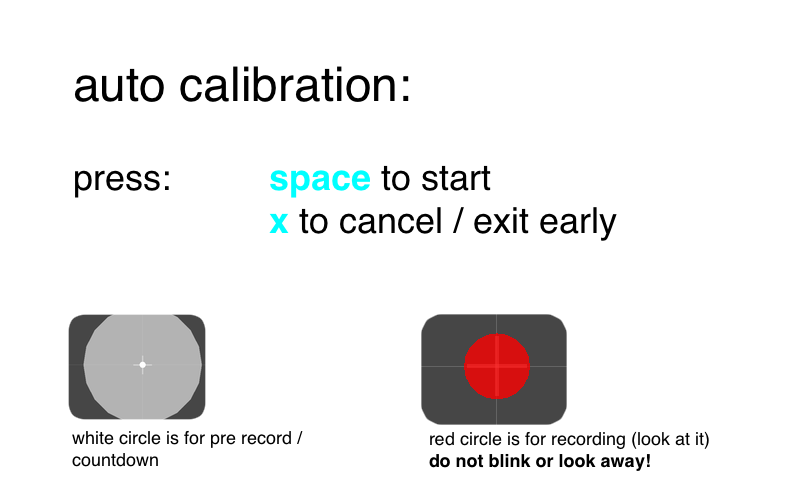 auto calibration:
press: space to start
x to cancel / exit early
white circle is for pre record /
countdown
red circle is for recording (look at it)
do not blink or look away!